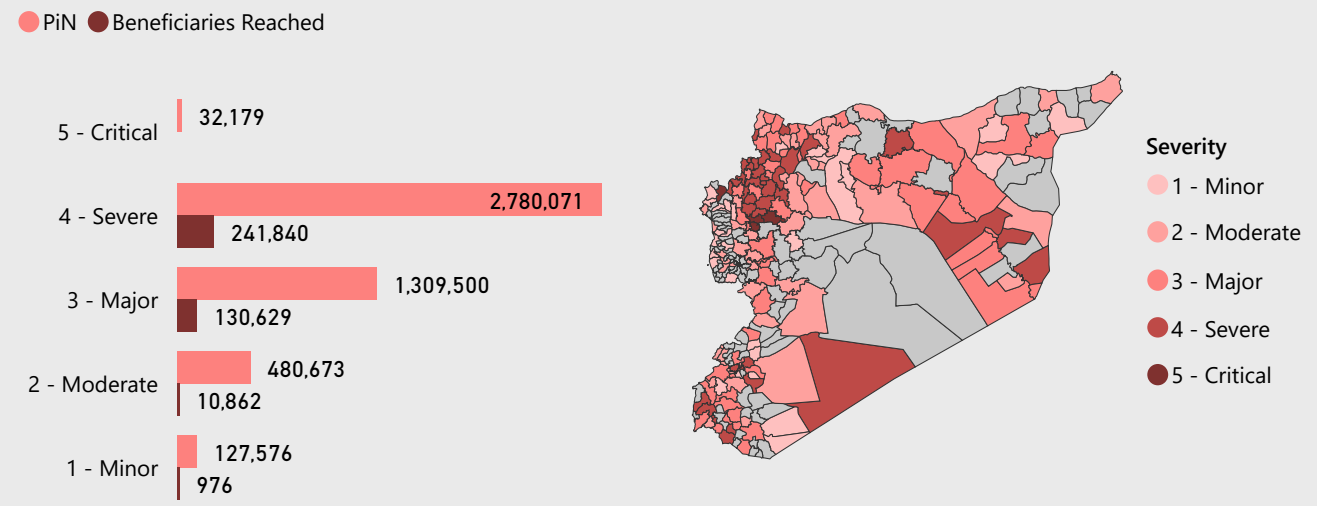 PiN Beneficiaries Reached
5 - Critical
32,179
4 - Severe
2,780,071
241,840
3 - Major
1,309,500
130,629
2 - Moderate
480,673
10,862
1 - Minor
127,576
976
Severity
1 - Minor
2 - Moderate
3 - Major
4 - Severe
5 - Critical